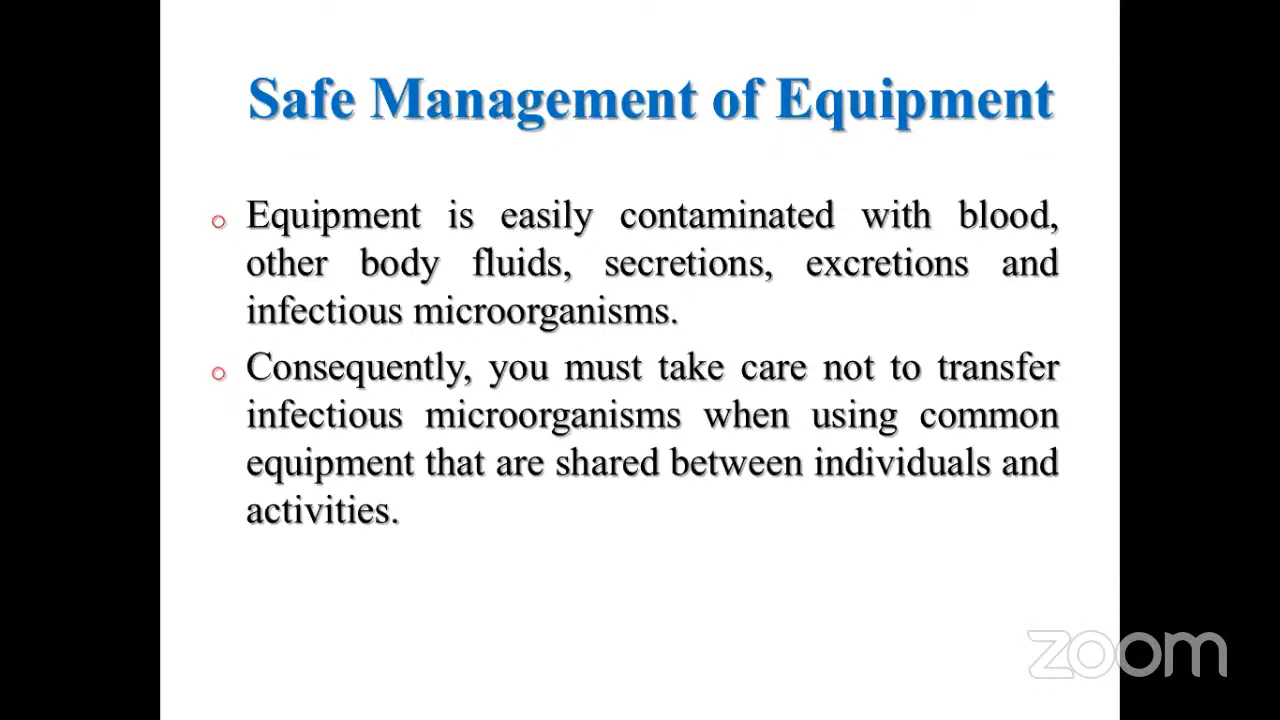 Safe Management of Equipment
o Equipment is easily contaminated with blood,
other body fluids, secretions, excretions and
infectious microorganisms.
o Consequently, you must take care not to transfer
infectious microorganisms when using common
equipment that are shared between individuals and
activities.
zoom